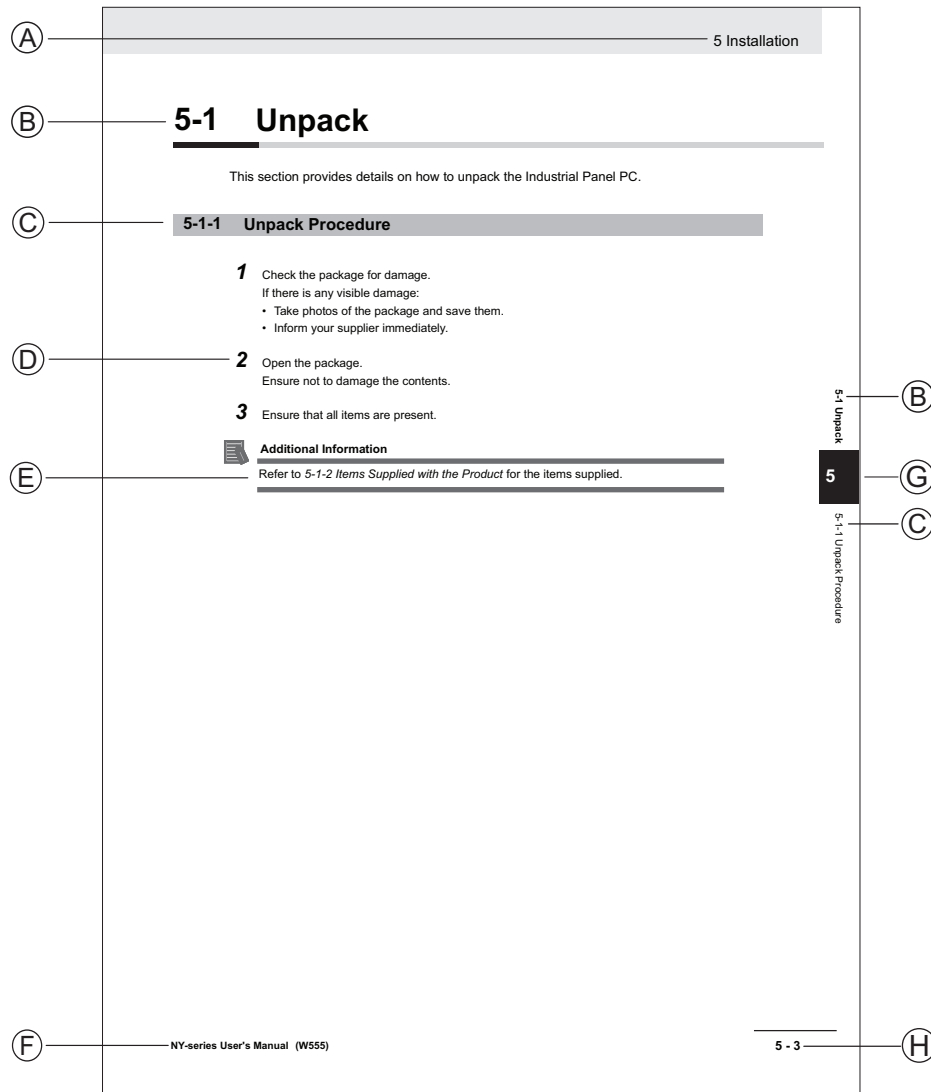 A
5 Installation
B
5-1 Unpack
This section provides details on how to unpack the Industrial Panel PC.
C
5-1-1 Unpack Procedure
1 Check the package for damage.
If there is any visible damage:
• Take photos of the package and save them.
• Inform your supplier immediately.
D
2 Open the package.
Ensure not to damage the contents.
3 Ensure that all items are present.
Additional Information
E
Refer to 5-1-2 Items Supplied with the Product for the items supplied.
5-1 Unpack
B
5
G
5-1-1 Unpack Procedure
C
F
NY-series User's Manual (W555)
5 - 3
H